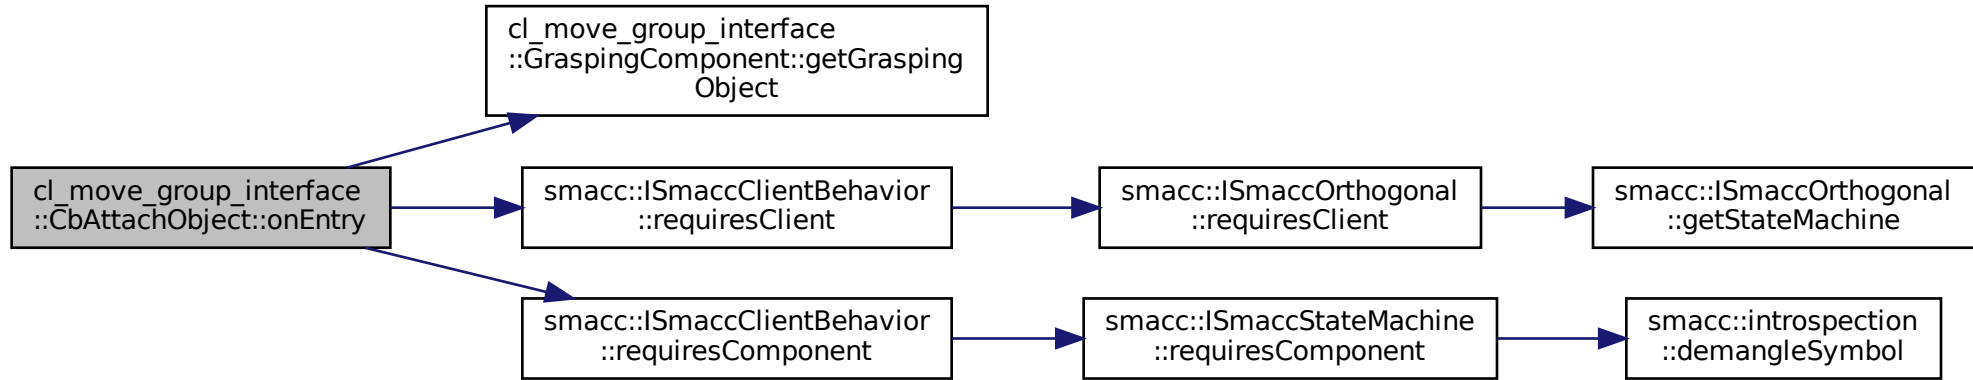 cl_move_group_interface
::GraspingComponent::getGrasping
Object
cl_move_group_interface
::CbAttachObject::onEntry
smacc::ISmaccClientBehavior
::requiresClient
smacc::ISmaccOrthogonal
::requiresClient
smacc::ISmaccOrthogonal
::getStateMachine
smacc::ISmaccClientBehavior
::requiresComponent
smacc::ISmaccStateMachine
::requiresComponent
smacc::introspection
::demangleSymbol